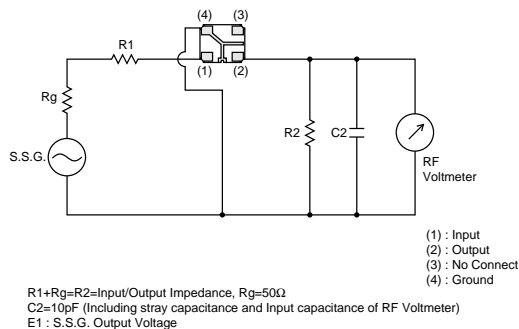 (4) (3)
R1
(1) (2)
Rg
R2 C2
S.S.G.
RF
Voltmeter
(1) : Input
(2) : Output
(3) : No Connect
(4) : Ground
R1+Rg=R2=Input/Output Impedance, Rg=50Ω
C2=10pF (Including stray capacitance and Input capacitance of RF Voltmeter)
E1 : S.S.G. Output Voltage